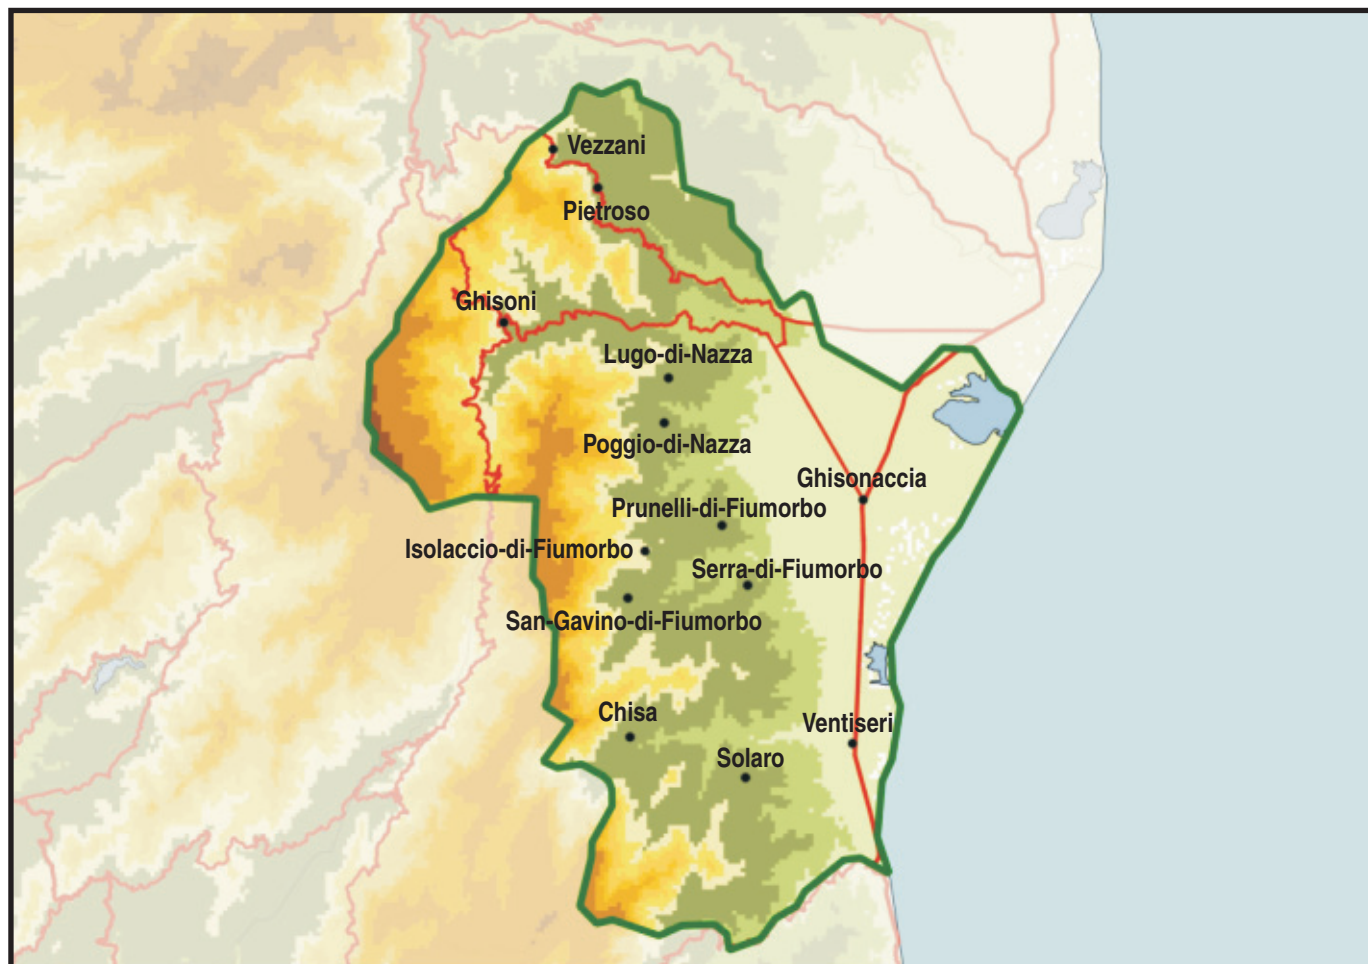 Vezzani
Pietroso
Ghisoni
Lugo-di-Nazza
Poggio-di-Nazza
Ghisonaccia
Prunelli-di-Fiumorbo
Isolaccio-di-Fiumorbo
Serra-di-Fiumorbo
San-Gavino-di-Fiumorbo
Chisa
Ventiseri
Solaro